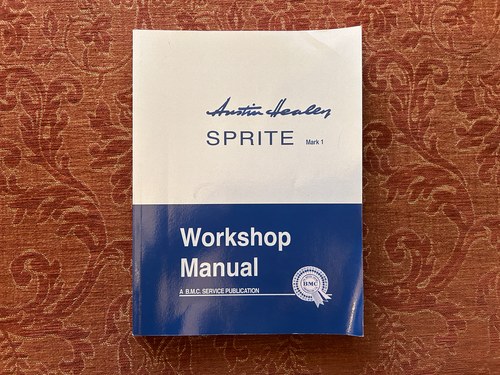 Austin Healey
SPRITE Mark 1
Workshop
Manual
A B.M.C. SERVICE PUBLICATION
BMC